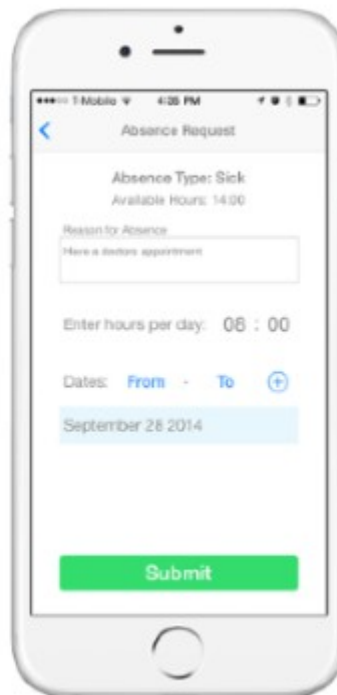 T-Mobile 4:35 PM
Absence Request
Absence Type: Sick
Available Hours: 14:00
Reason for Absence
Have a doctors appointment
Enter hours per day: 08 : 00
Dates: From - To
September 28 2014
Submit